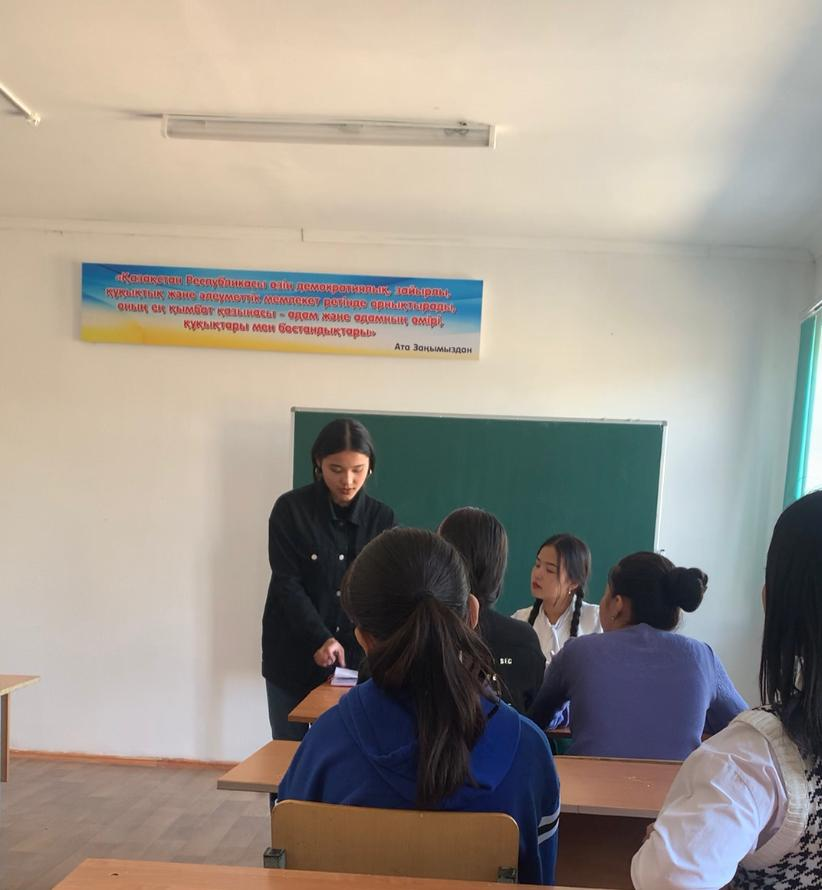 «Қазақстан Республикасы өзін демократиялық, зайырлы,
құқықтық және әлеуметтік мемлекет ретінде орнықтырады,
оның ең қымбат қазынасы - адам және адамның өмірі,
құқықтары мен бостандықтары»
Ата Заңымыздан